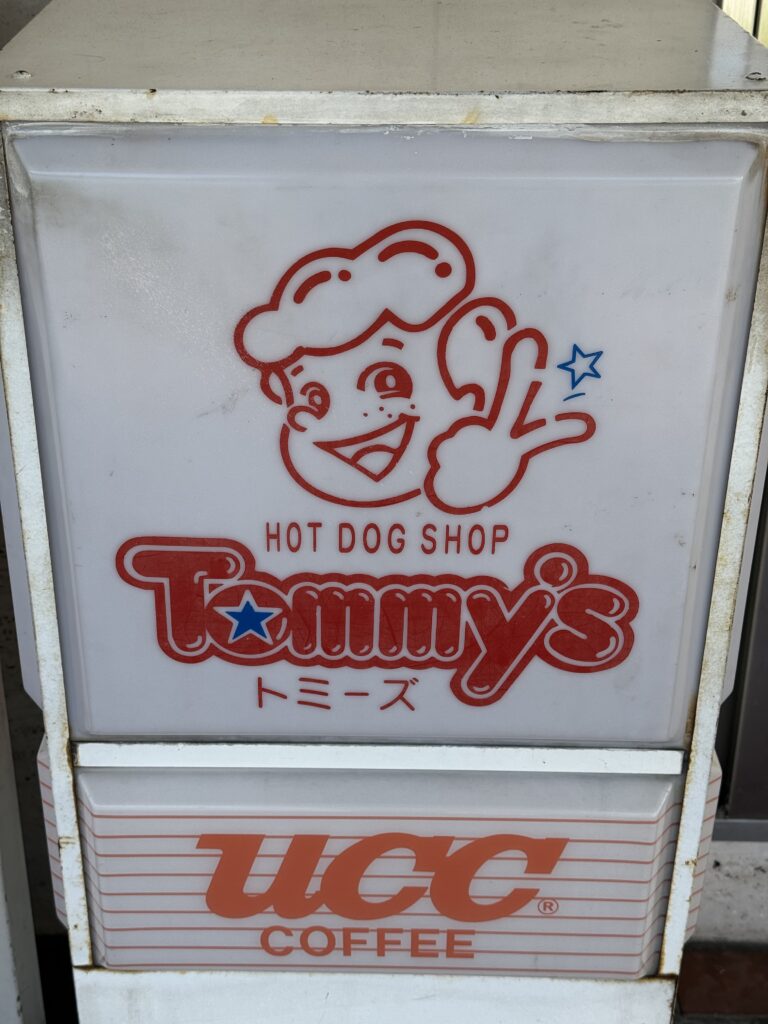 HOT DOG SHOP
Tommy's
トミーズ
ucc®
COFFEE